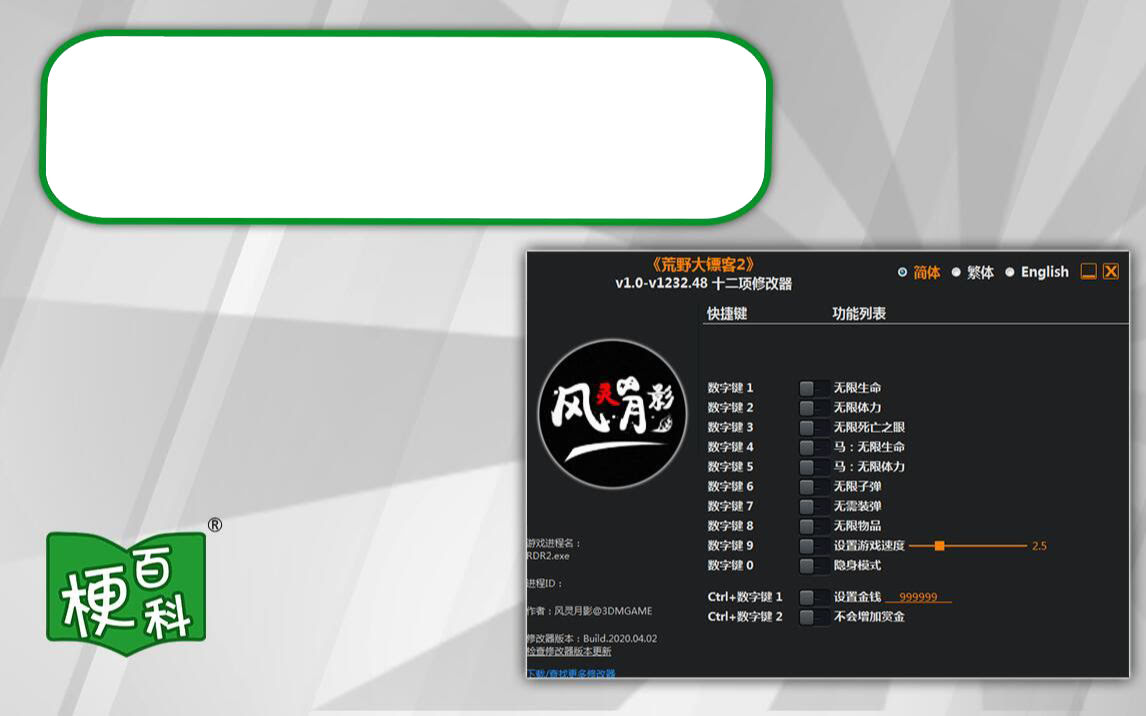 《荒野大镖客2》
v1.0-v1232.48 十二项修改器
简体 繁体 English
快捷键 功能列表
数字键 1 无限生命
数字键 2 无限体力
数字键 3 无限死亡之眼
数字键 4 马：无限生命
数字键 5 马：无限体力
数字键 6 无限子弹
数字键 7 无需装弹
数字键 8 无限物品
数字键 9 设置游戏速度 2.5
数字键 0 隐身模式
Ctrl+数字键 1 设置金钱 999999
Ctrl+数字键 2 不会增加赏金
风灵月影
游戏进程名：
RDR2.exe
进程ID：
作者：风灵月影@3DMGAME
修改器版本：Build.2020.04.02
检查修改器版本更新
下载/查找更多修改器
梗百科®